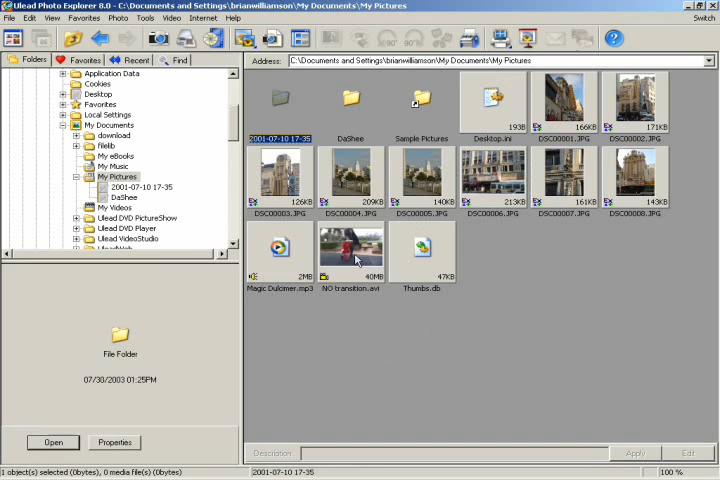 Ulead Photo Explorer 8.0 - C:\Documents and Settings\brianwilliamson\My Documents\My Pictures
File Edit View Favorites Photo Tools Video Internet Help Switch
Folders Favorites Recent Find
Address: C:\Documents and Settings\brianwilliamson\My Documents\My Pictures
Application Data
Cookies
Desktop
Favorites
Local Settings
My Documents
download
filelib
My eBooks
My Music
My Pictures
2001-07-10 17-35
DaShee
My Videos
Ulead DVD PictureShow
Ulead DVD Player
Ulead VideoStudio
193B 166KB 171KB
2001-07-10 17-35 DaShee Sample Pictures Desktop.ini DSC00001.JPG DSC00002.JPG
126KB 209KB 140KB 213KB 161KB 143KB
DSC00003.JPG DSC00004.JPG DSC00005.JPG DSC00006.JPG DSC00007.JPG DSC00008.JPG
2MB 40MB 47KB
Magic Dulcimer.mp3 NO transition.avi Thumbs.db
File Folder
07/30/2003 01:25PM
Open Properties
Description Apply Edit
1 object(s) selected (0bytes), 0 media file(s) (0bytes) 2001-07-10 17-35 100 %